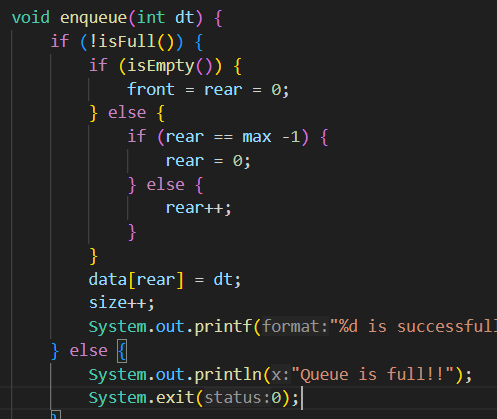 void enqueue(int dt) {
    if (!isFull()) {
        if (isEmpty()) {
            front = rear = 0;
        } else {
            if (rear == max -1) {
                rear = 0;
            } else {
                rear++;
            }
        }
        data[rear] = dt;
        size++;
        System.out.printf(format:"%d is successful
    } else {
        System.out.println(x:"Queue is full!!");
        System.exit(status:0);
    }